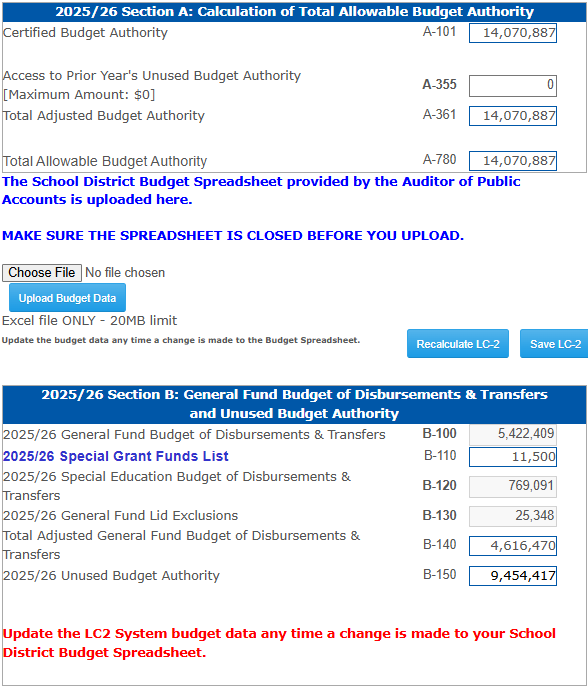 2025/26 Section A: Calculation of Total Allowable Budget Authority
Certified Budget Authority A-101 14,070,887
Access to Prior Year's Unused Budget Authority
[Maximum Amount: $0] A-355 0
Total Adjusted Budget Authority A-361 14,070,887
Total Allowable Budget Authority A-780 14,070,887
The School District Budget Spreadsheet provided by the Auditor of Public
Accounts is uploaded here.
MAKE SURE THE SPREADSHEET IS CLOSED BEFORE YOU UPLOAD.
Choose File No file chosen
Upload Budget Data
Excel file ONLY - 20MB limit
Update the budget data any time a change is made to the Budget Spreadsheet.
Recalculate LC-2 Save LC-2
2025/26 Section B: General Fund Budget of Disbursements & Transfers
and Unused Budget Authority
2025/26 General Fund Budget of Disbursements & Transfers B-100 5,422,409
2025/26 Special Grant Funds List B-110 11,500
2025/26 Special Education Budget of Disbursements &
Transfers B-120 769,091
2025/26 General Fund Lid Exclusions B-130 25,348
Total Adjusted General Fund Budget of Disbursements &
Transfers B-140 4,616,470
2025/26 Unused Budget Authority B-150 9,454,417
Update the LC2 System budget data any time a change is made to your School
District Budget Spreadsheet.